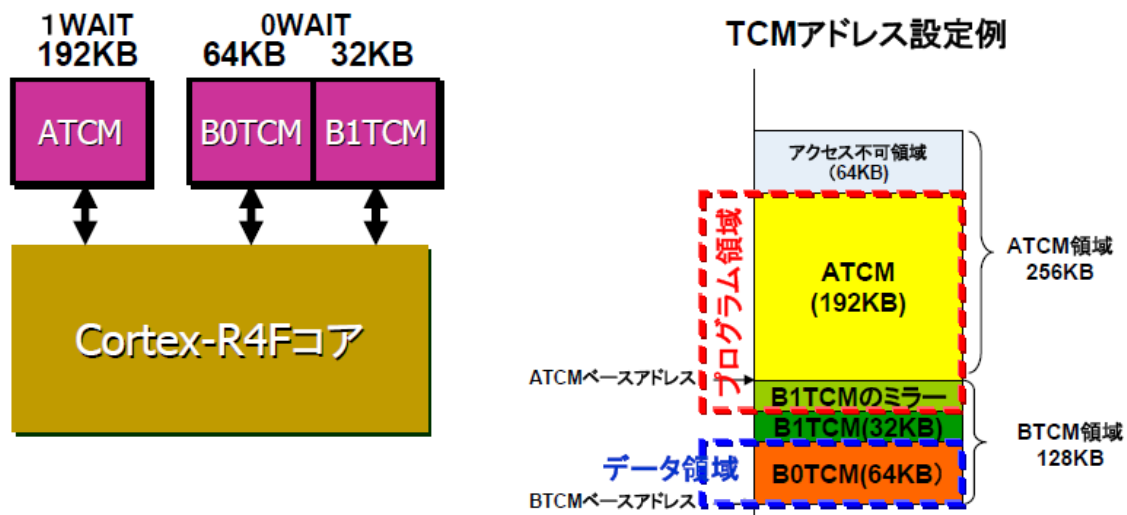 1WAIT
192KB
0WAIT
64KB
32KB
ATCM
B0TCM
B1TCM
Cortex-R4Fコア
TCMアドレス設定例
アクセス不可領域
(64KB)
プログラム領域
ATCM
(192KB)
ATCM領域
256KB
ATCMベースアドレス
B1TCMのミラー
B1TCM(32KB)
BTCM領域
128KB
データ領域
B0TCM(64KB)
BTCMベースアドレス